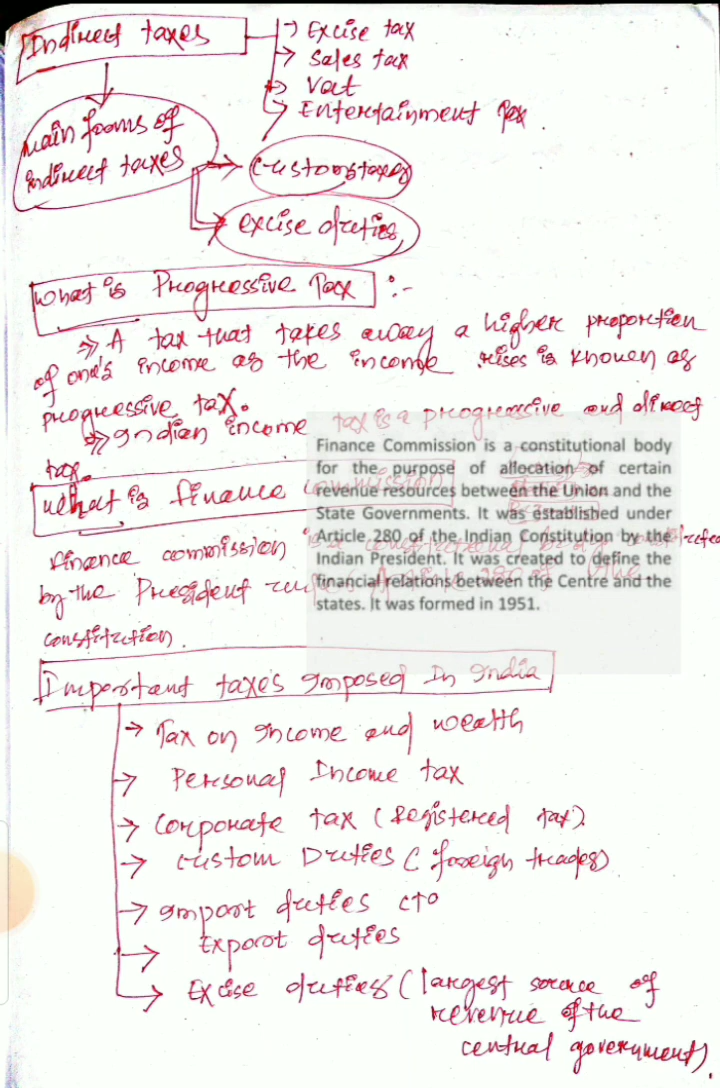 Indirect taxes
→ Excise tax
→ Sales tax
→ Vat
→ Entertainment Tax
main forms of
indirect taxes
customs taxes
excise duties
What is Progressive Tax :-
⇒ A tax that takes away a higher proportion
of one's income as the income rises is known as
progressive tax.
⇒ Indian income tax is a progressive and direct
tax.
What is finance commission
Finance Commission is a constitutional body
for the purpose of allocation of certain
revenue resources between the Union and the
State Governments. It was established under
Article 280 of the Indian Constitution by the
Indian President. It was created to define the
financial relations between the Centre and the
states. It was formed in 1951.
finance commission is a constitutional body
by the President under of the
constitution.
Important taxes Imposed In India
→ Tax on Income and wealth
→ Personal Income tax
→ Corporate tax (Registered tax)
→ custom Duties (foreign trades)
→ Import duties
→ Export duties
→ Excise duties (largest source of
revenue of the
central government).